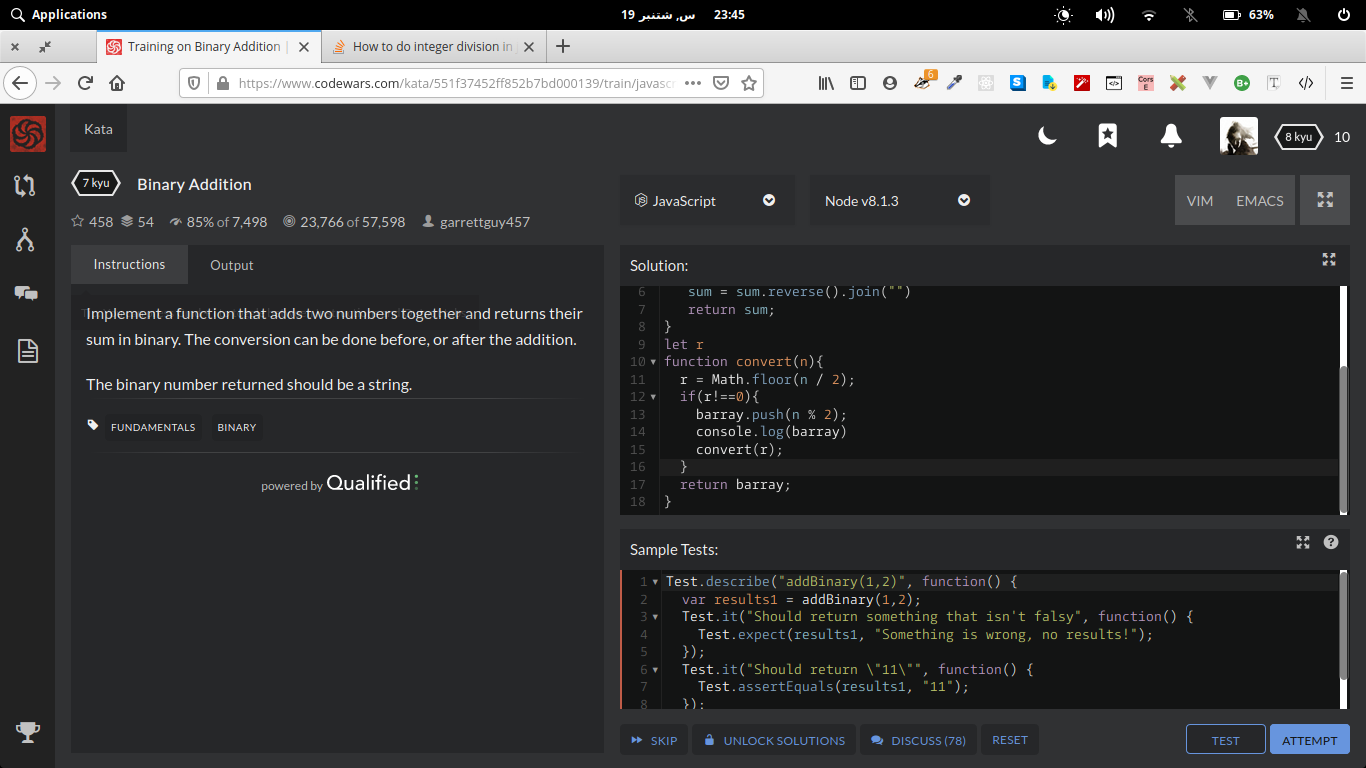 Applications
س, شتنبر 19 23:45
63%
Training on Binary Addition |
How to do integer division in
https://www.codewars.com/kata/551f37452ff852b7bd000139/train/javasc
6
Kata
8 kyu
10
7 kyu
Binary Addition
458
54
85% of 7,498
23,766 of 57,598
garrettguy457
JavaScript
Node v8.1.3
VIM
EMACS
Instructions
Output
Implement a function that adds two numbers together and returns their
sum in binary. The conversion can be done before, or after the addition.
The binary number returned should be a string.
FUNDAMENTALS
BINARY
powered by Qualified
Solution:
6 sum = sum.reverse().join("")
7 return sum;
8 }
9 let r
10 function convert(n){
11 r = Math.floor(n / 2);
12 if(r!==0){
13 barray.push(n % 2);
14 console.log(barray)
15 convert(r);
16 }
17 return barray;
18 }
Sample Tests:
1 Test.describe("addBinary(1,2)", function() {
2 var results1 = addBinary(1,2);
3 Test.it("Should return something that isn't falsy", function() {
4 Test.expect(results1, "Something is wrong, no results!");
5 });
6 Test.it("Should return \"11\"", function() {
7 Test.assertEquals(results1, "11");
8 });
SKIP
UNLOCK SOLUTIONS
DISCUSS (78)
RESET
TEST
ATTEMPT